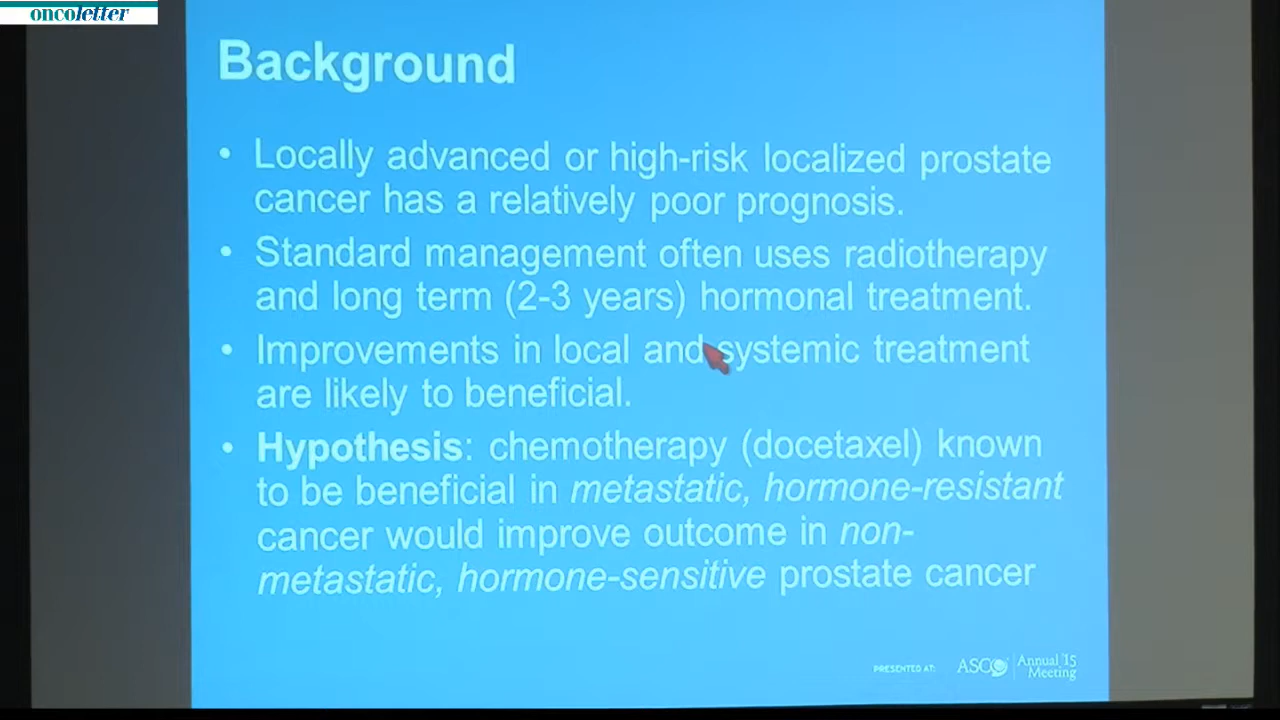 oncoletter
Background
• Locally advanced or high-risk localized prostate
cancer has a relatively poor prognosis.
• Standard management often uses radiotherapy
and long term (2-3 years) hormonal treatment.
• Improvements in local and systemic treatment
are likely to beneficial.
• Hypothesis: chemotherapy (docetaxel) known
to be beneficial in metastatic, hormone-resistant
cancer would improve outcome in non-
metastatic, hormone-sensitive prostate cancer
PRESENTED AT: ASCO Annual '15
Meeting